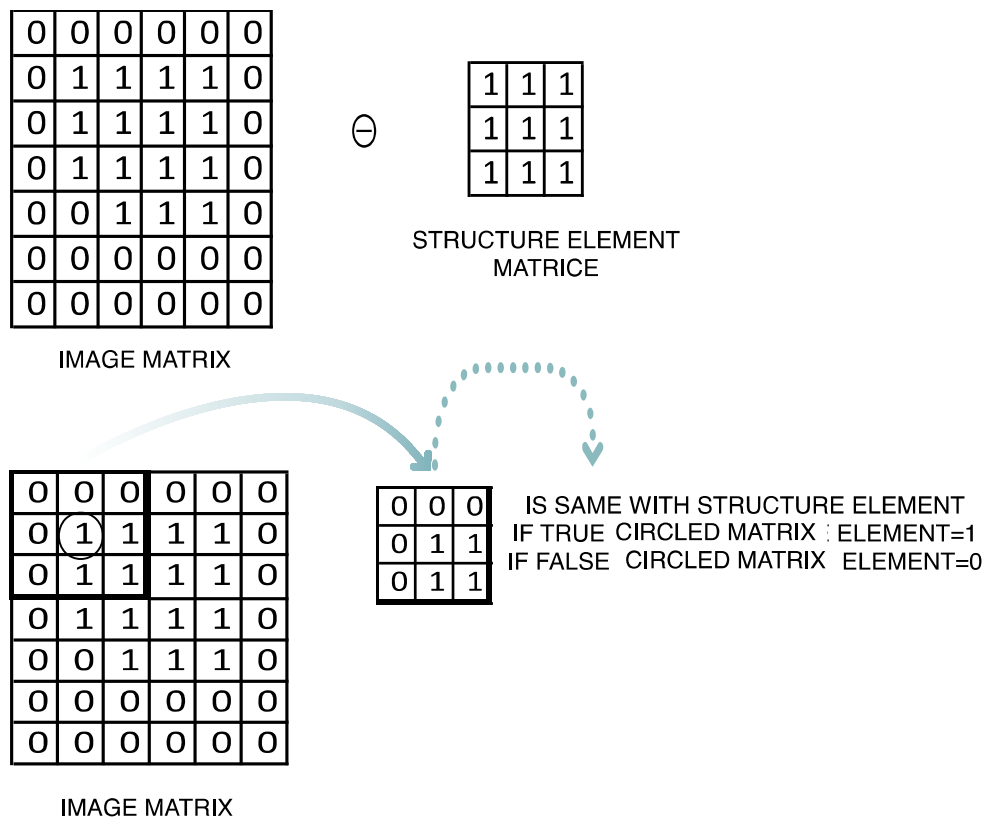 0 0 0 0 0 0
0 1 1 1 1 0
0 1 1 1 1 0
0 1 1 1 1 0
0 0 1 1 1 0
0 0 0 0 0 0
0 0 0 0 0 0
IMAGE MATRIX
⊖
1 1 1
1 1 1
1 1 1
STRUCTURE ELEMENT
MATRICE
0 0 0 0 0 0
0 1 1 1 1 0
0 1 1 1 1 0
0 1 1 1 1 0
0 0 1 1 1 0
0 0 0 0 0 0
0 0 0 0 0 0
IMAGE MATRIX
0 0 0
0 1 1
0 1 1
IS SAME WITH STRUCTURE ELEMENT
IF TRUE CIRCLED MATRIX : ELEMENT=1
IF FALSE CIRCLED MATRIX ELEMENT=0